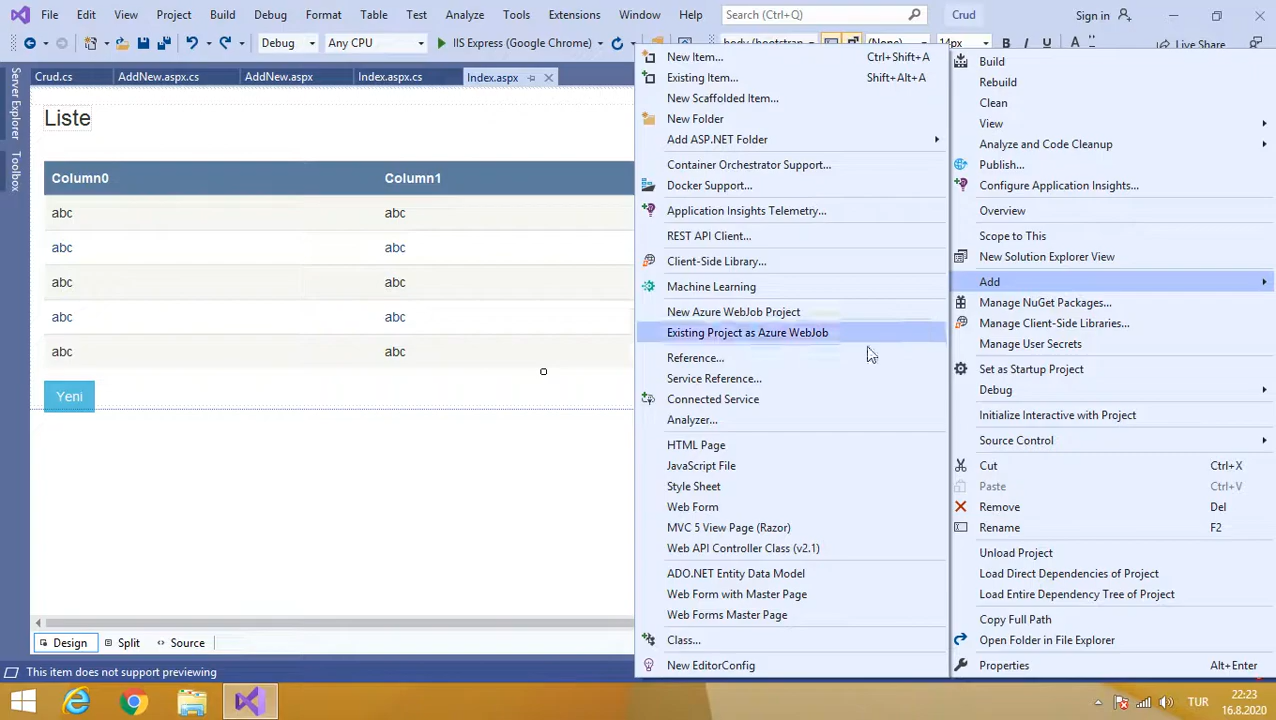 File Edit View Project Build Debug Format Table Test Analyze Tools Extensions Window Help Search (Ctrl+Q) Crud Sign in
Debug Any CPU IIS Express (Google Chrome) 14px B I U A Live Share
Crud.cs AddNew.aspx.cs AddNew.aspx Index.aspx.cs Index.aspx
Server Explorer
Toolbox
Liste
Column0 Column1
abc abc
abc abc
abc abc
abc abc
abc abc
Yeni
Design Split Source
This item does not support previewing
New Item... Ctrl+Shift+A
Existing Item... Shift+Alt+A
New Scaffolded Item...
New Folder
Add ASP.NET Folder
Container Orchestrator Support...
Docker Support...
Application Insights Telemetry...
REST API Client...
Client-Side Library...
Machine Learning
New Azure WebJob Project
Existing Project as Azure WebJob
Reference...
Service Reference...
Connected Service
Analyzer...
HTML Page
JavaScript File
Style Sheet
Web Form
MVC 5 View Page (Razor)
Web API Controller Class (v2.1)
ADO.NET Entity Data Model
Web Form with Master Page
Web Forms Master Page
Class...
New EditorConfig
Build
Rebuild
Clean
View
Analyze and Code Cleanup
Publish...
Configure Application Insights...
Overview
Scope to This
New Solution Explorer View
Add
Manage NuGet Packages...
Manage Client-Side Libraries...
Manage User Secrets
Set as Startup Project
Debug
Initialize Interactive with Project
Source Control
Cut Ctrl+X
Paste Ctrl+V
Remove Del
Rename F2
Unload Project
Load Direct Dependencies of Project
Load Entire Dependency Tree of Project
Copy Full Path
Open Folder in File Explorer
Properties Alt+Enter
TUR 22:23
16.8.2020